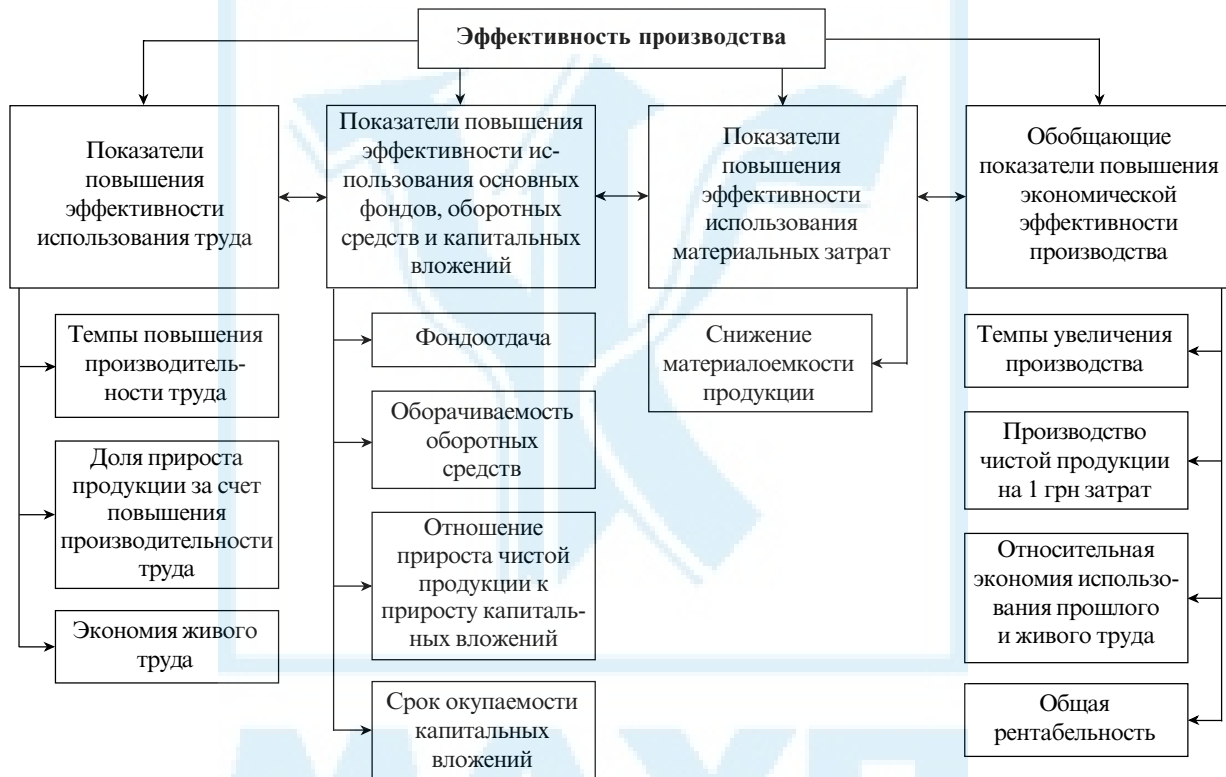 Эффективность производства
Показатели
повышения
эффективности
использования труда
Показатели повышения
эффективности ис-
пользования основных
фондов, оборотных
средств и капитальных
вложений
Показатели
повышения
эффективности
использования
материальных затрат
Обобщающие
показатели повышения
экономической
эффективности
производства
Темпы повышения
производитель-
ности труда
Доля прироста
продукции за счет
повышения
производительности
труда
Экономия живого
труда
Фондоотдача
Оборачиваемость
оборотных
средств
Отношение
прироста чистой
продукции к
приросту капиталь-
ных вложений
Срок окупаемости
капитальных
вложений
Снижение
материалоемкости
продукции
Темпы увеличения
производства
Производство
чистой продукции
на 1 грн затрат
Относительная
экономия использо-
вания прошлого
и живого труда
Общая
рентабельность